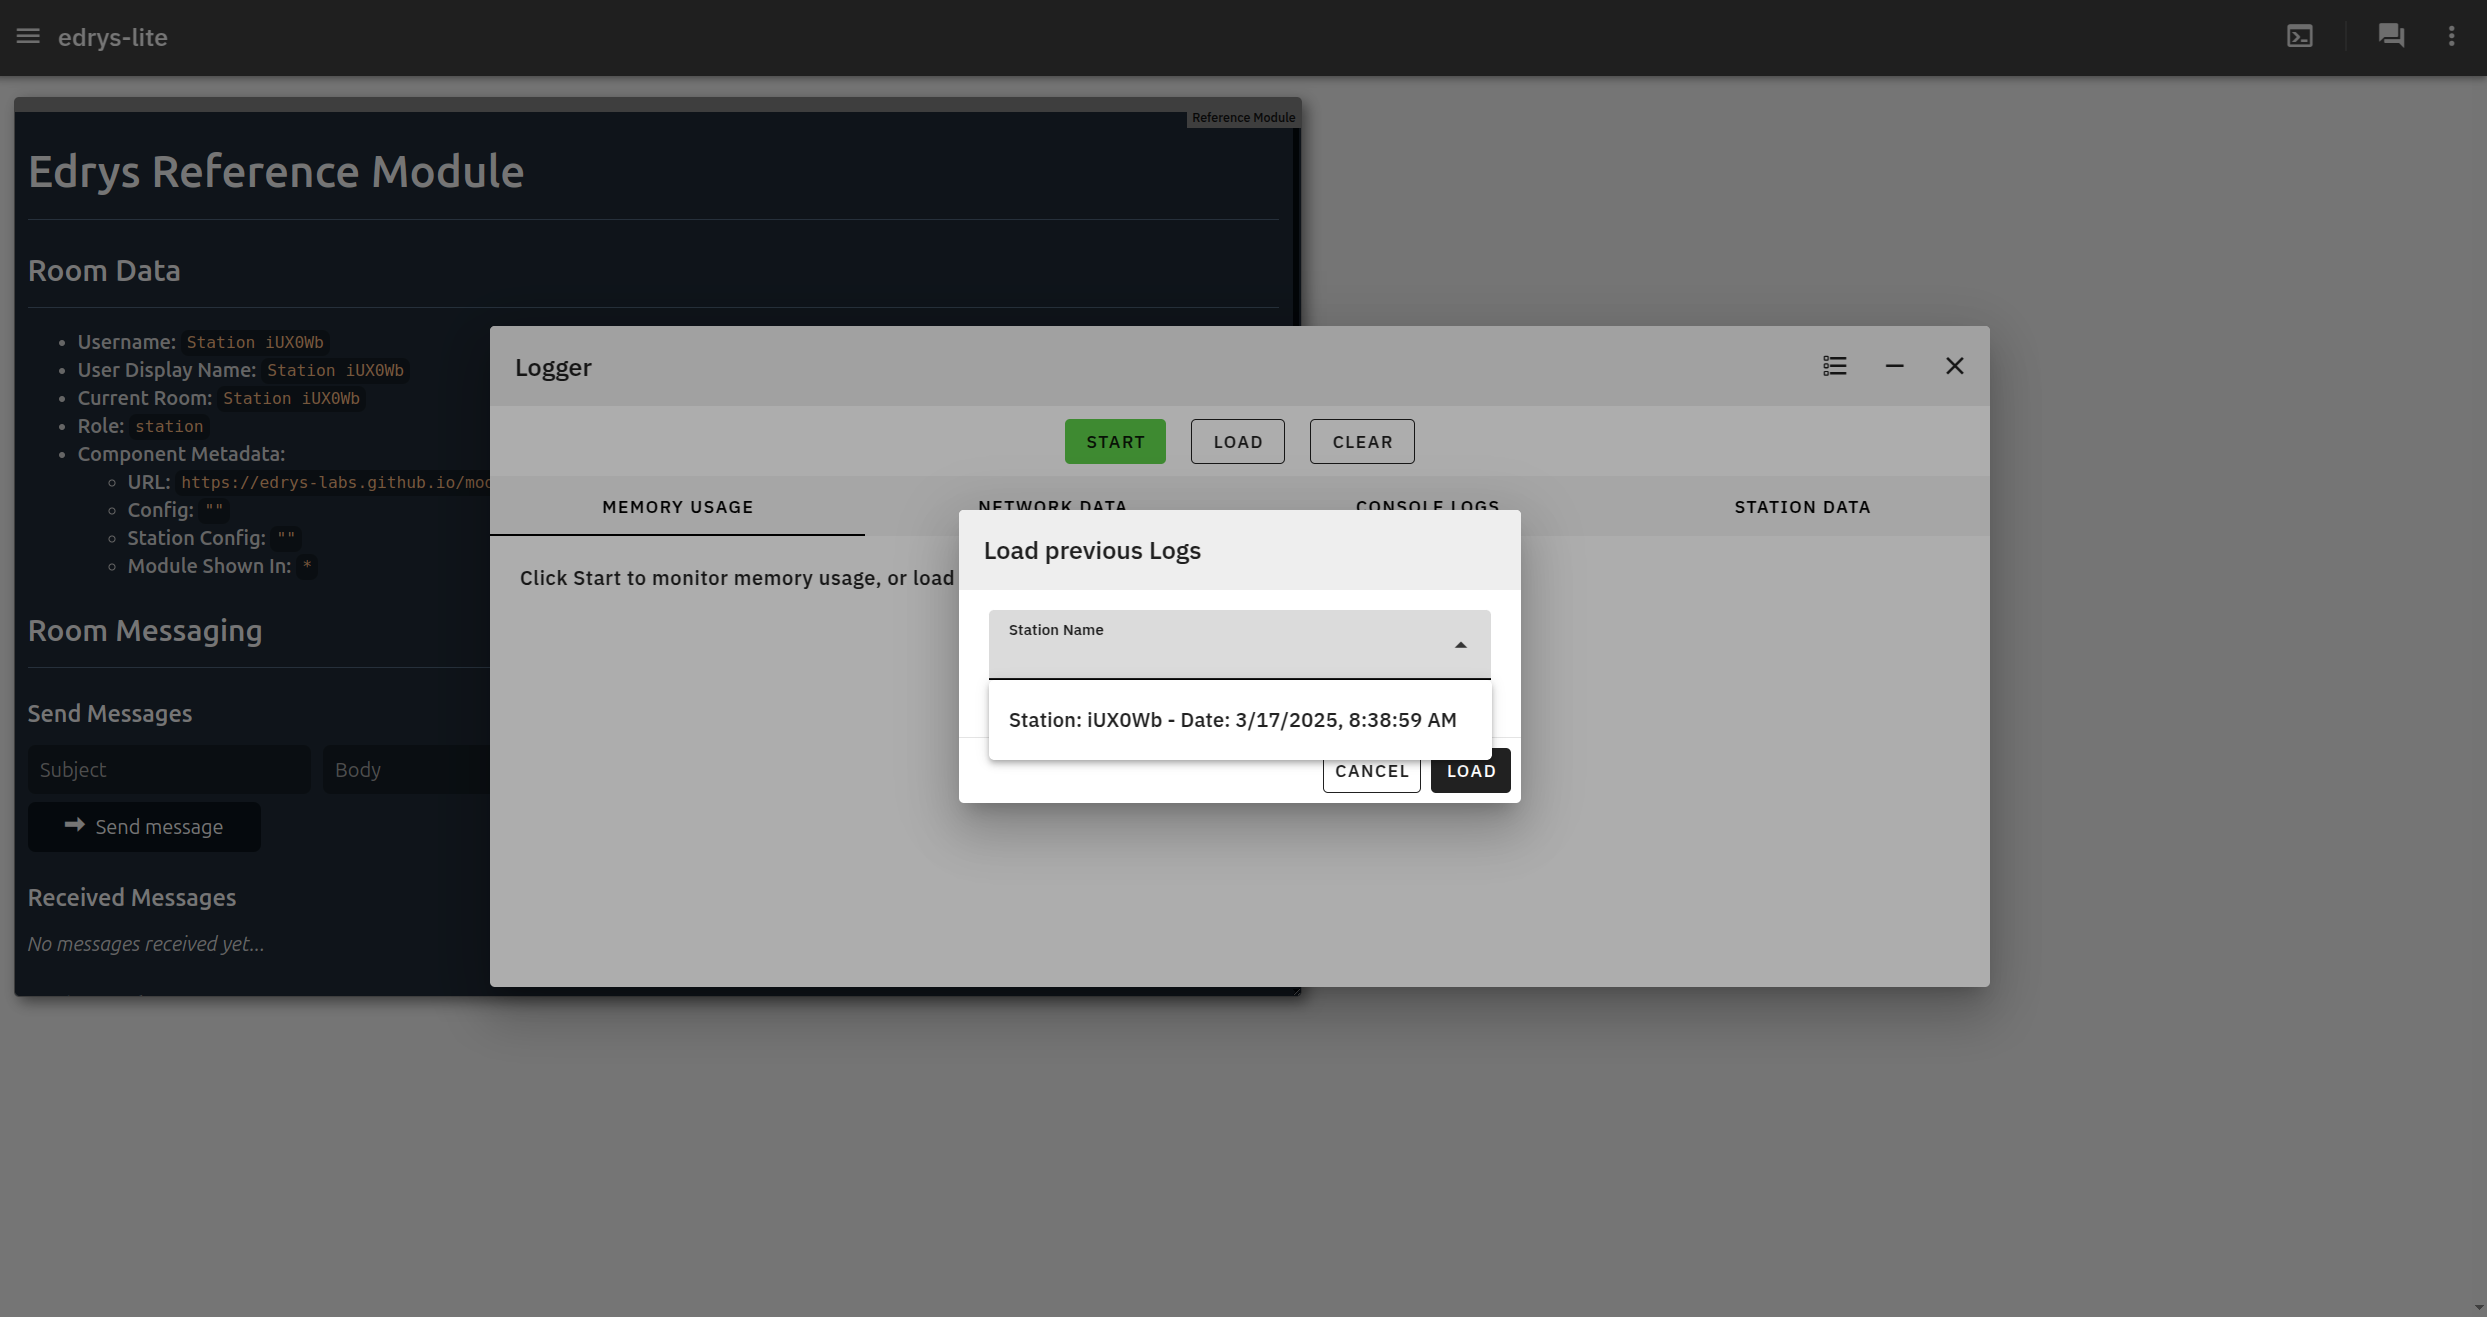 edrys-lite
Reference Module
Edrys Reference Module
Room Data
Username: Station iUX0Wb
User Display Name: Station iUX0Wb
Current Room: Station iUX0Wb
Role: station
Component Metadata:
URL: https://edrys-labs.github.io/mod
Config: ""
Station Config: ""
Module Shown In: *
Room Messaging
Send Messages
Subject
Body
Send message
Received Messages
No messages received yet...
Logger
START
LOAD
CLEAR
MEMORY USAGE
NETWORK DATA
CONSOLE LOGS
STATION DATA
Click Start to monitor memory usage, or load
Load previous Logs
Station Name
Station: iUX0Wb - Date: 3/17/2025, 8:38:59 AM
CANCEL
LOAD